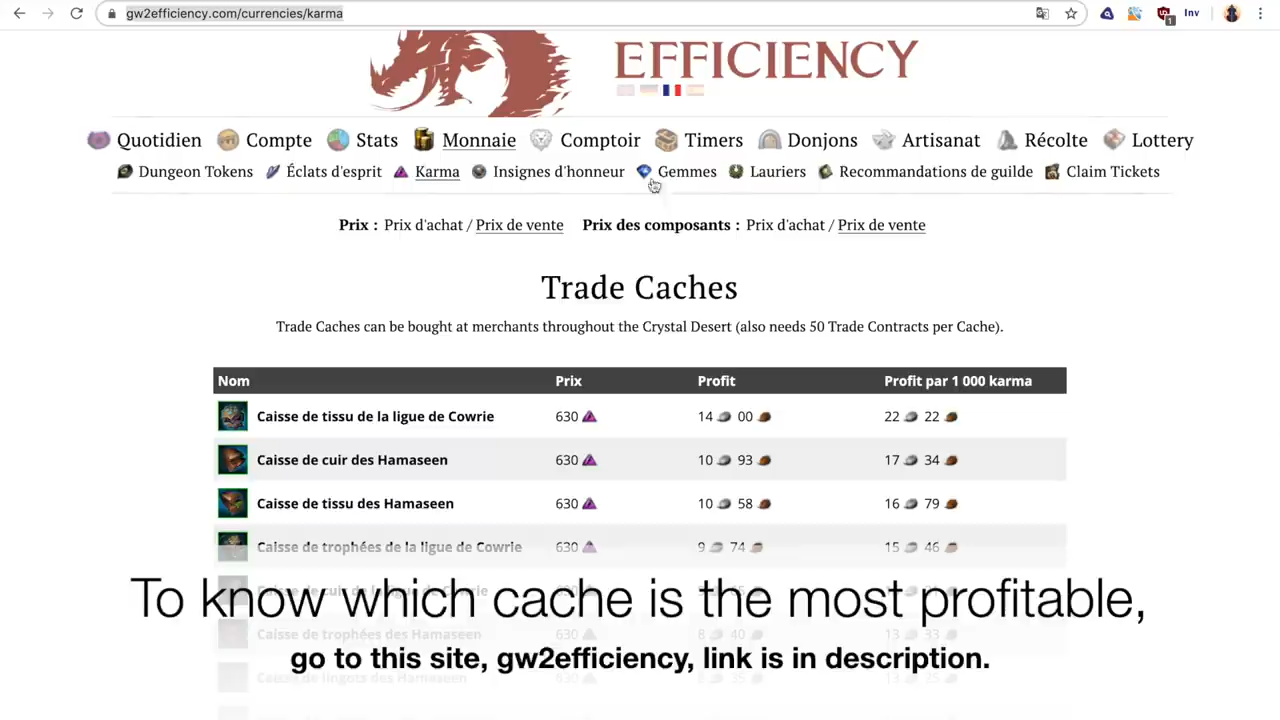 gw2efficiency.com/currencies/karma
Inv
1
EFFICIENCY
Quotidien Compte Stats Monnaie Comptoir Timers Donjons Artisanat Récolte Lottery
Dungeon Tokens Éclats d'esprit Karma Insignes d'honneur Gemmes Lauriers Recommandations de guilde Claim Tickets
Prix : Prix d'achat / Prix de vente Prix des composants : Prix d'achat / Prix de vente
Trade Caches
Trade Caches can be bought at merchants throughout the Crystal Desert (also needs 50 Trade Contracts per Cache).
Nom Prix Profit Profit par 1 000 karma
Caisse de tissu de la ligue de Cowrie 630 14 00 22 22
Caisse de cuir des Hamaseen 630 10 93 17 34
Caisse de tissu des Hamaseen 630 10 58 16 79
Caisse de trophées de la ligue de Cowrie 630 9 74 15 46
To know which cache is the most profitable,
Caisse de trophées des Hamaseen 630 8 40 13 33
go to this site, gw2efficiency, link is in description.
Caisse de lingots des Hamaseen